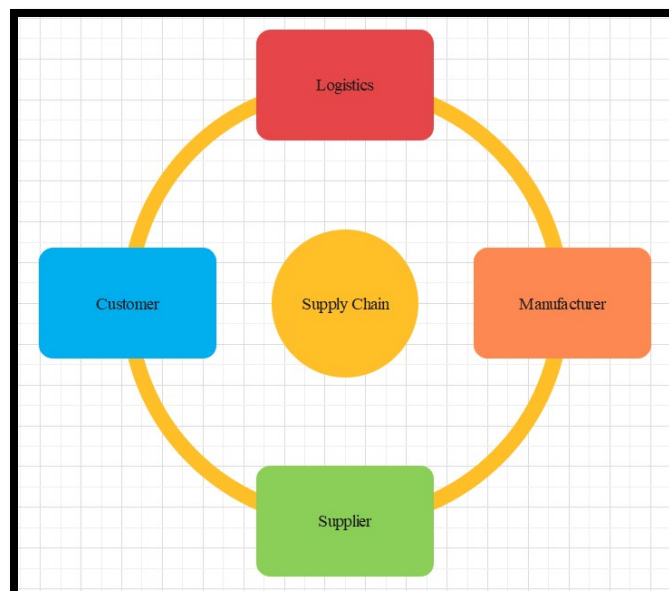 Logistics
Customer
Supply Chain
Manufacturer
Supplier